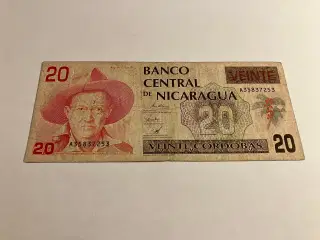 20
BANCO
CENTRAL
DE NICARAGUA
VEINTE
A35837253
20
20
A35837253
VEINTE CORDOBAS
20